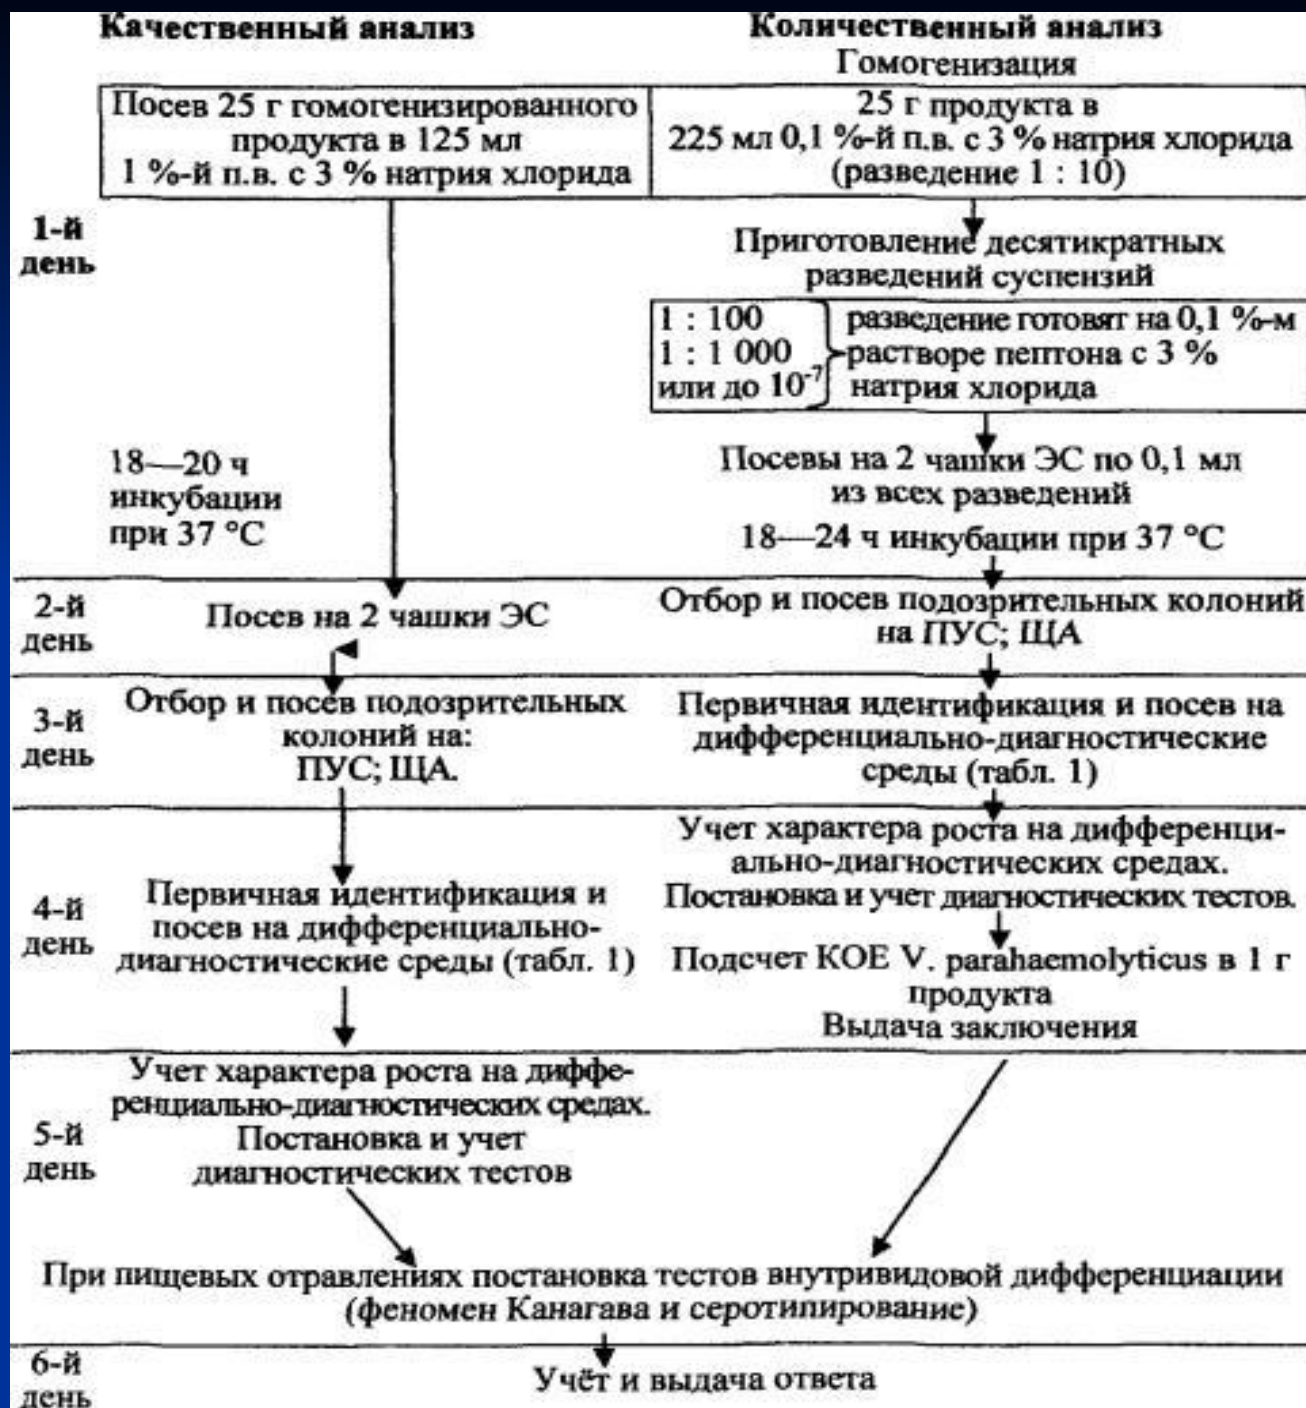 Качественный анализ
Количественный анализ
Гомогенизация
Посев 25 г гомогенизированного
продукта в 125 мл
1 %-й п.в. с 3 % натрия хлорида
25 г продукта в
225 мл 0,1 %-й п.в. с 3 % натрия хлорида
(разведение 1 : 10)
1-й
день
Приготовление десятикратных
разведений суспензий
1 : 100
1 : 1 000
или до 10⁻⁷
разведение готовят на 0,1 %-м
растворе пептона с 3 %
натрия хлорида
18—20 ч
инкубации
при 37 °С
Посевы на 2 чашки ЭС по 0,1 мл
из всех разведений
18—24 ч инкубации при 37 °С
2-й
день
Посев на 2 чашки ЭС
Отбор и посев подозрительных колоний
на ПУС; ЩА
3-й
день
Отбор и посев подозрительных
колоний на:
ПУС; ЩА.
Первичная идентификация и посев на
дифференциально-диагностические
среды (табл. 1)
4-й
день
Первичная идентификация и
посев на дифференциально-
диагностические среды (табл. 1)
Учет характера роста на дифференци-
ально-диагностических средах.
Постановка и учет диагностических тестов.
Подсчет КОЕ V. parahaemolyticus в 1 г
продукта
Выдача заключения
5-й
день
Учет характера роста на диффе-
ренциально-диагностических средах.
Постановка и учет
диагностических тестов
При пищевых отравлениях постановка тестов внутривидовой дифференциации
(феномен Канагава и серотипирование)
6-й
день
Учёт и выдача ответа